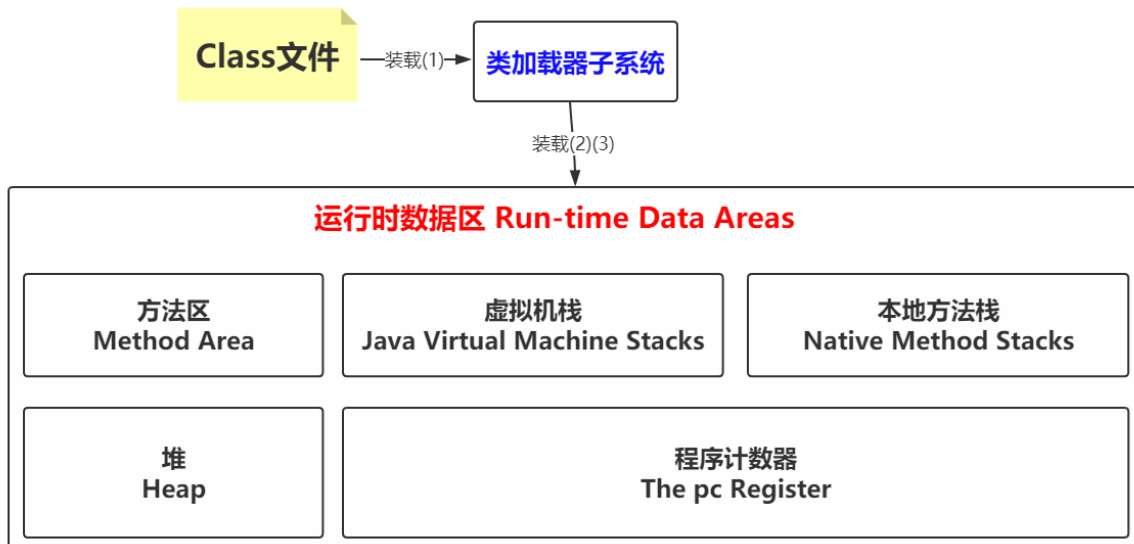 Class文件
装载(1)
类加载器子系统
装载(2)(3)
运行时数据区 Run-time Data Areas
方法区
Method Area
虚拟机栈
Java Virtual Machine Stacks
本地方法栈
Native Method Stacks
堆
Heap
程序计数器
The pc Register